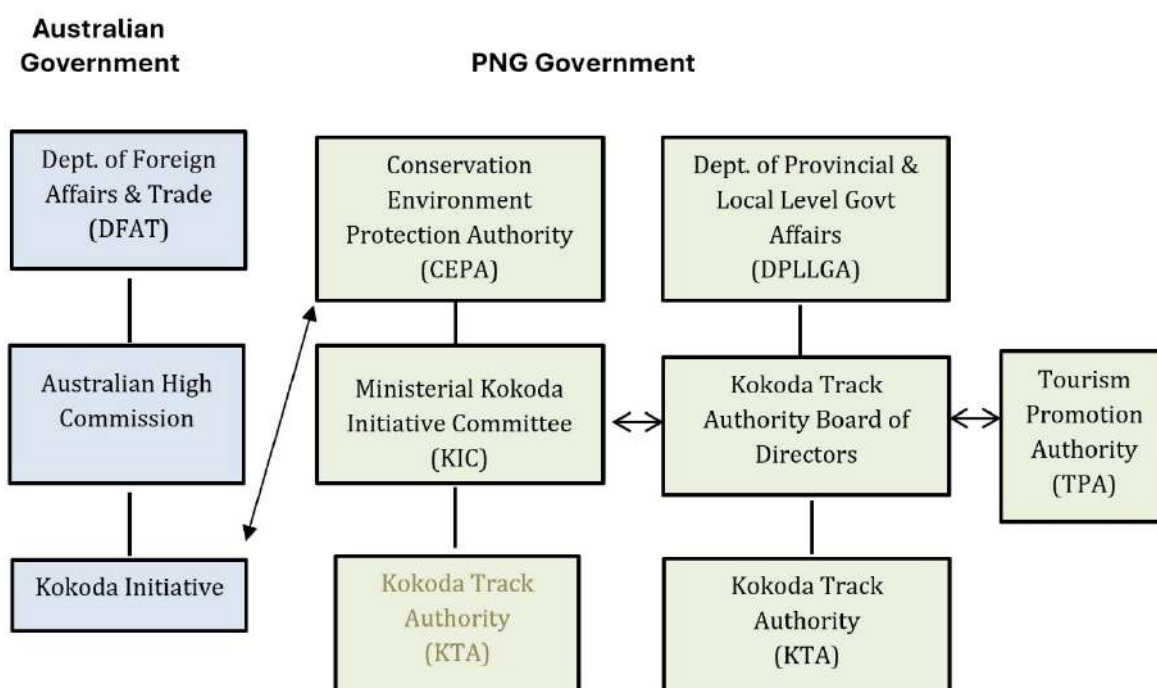 Australian
Government
PNG Government
Dept. of Foreign
Affairs & Trade
(DFAT)
Conservation
Environment
Protection Authority
(CEPA)
Dept. of Provincial &
Local Level Govt
Affairs
(DPLLGA)
Australian High
Commission
Ministerial Kokoda
Initiative Committee
(KIC)
Kokoda Track
Authority Board of
Directors
Tourism
Promotion
Authority
(TPA)
Kokoda Initiative
Kokoda Track
Authority
(KTA)
Kokoda Track
Authority
(KTA)